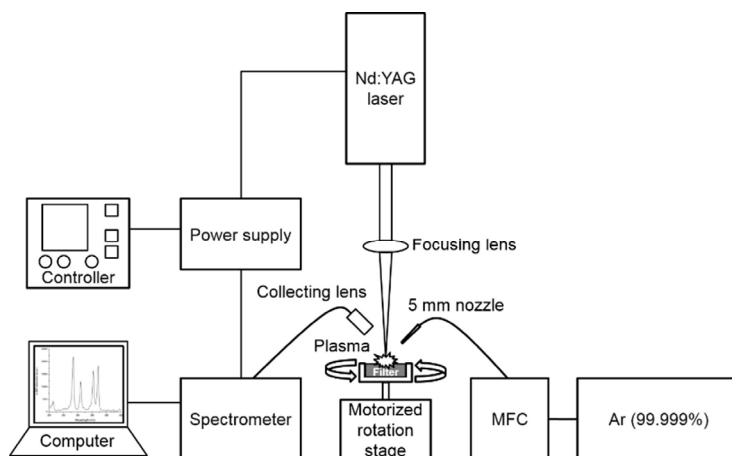 Nd:YAG
laser
Focusing lens
Power supply
Controller
Collecting lens
5 mm nozzle
Plasma
Filter
Spectrometer
Motorized
rotation
stage
MFC
Ar (99.999%)
Computer